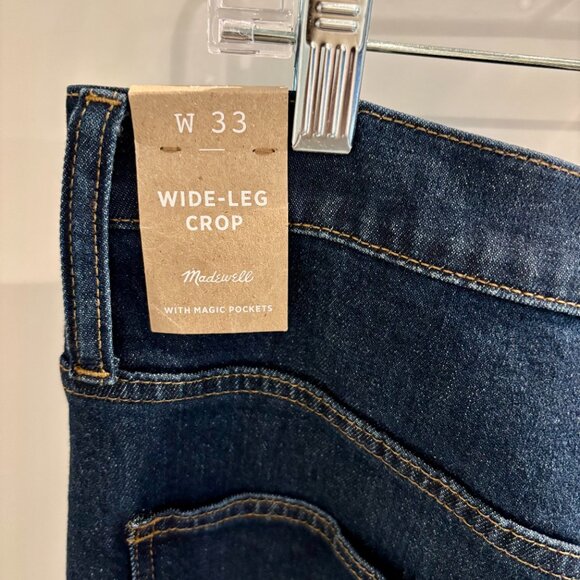 W 33
WIDE-LEG
CROP
Madewell
WITH MAGIC POCKETS